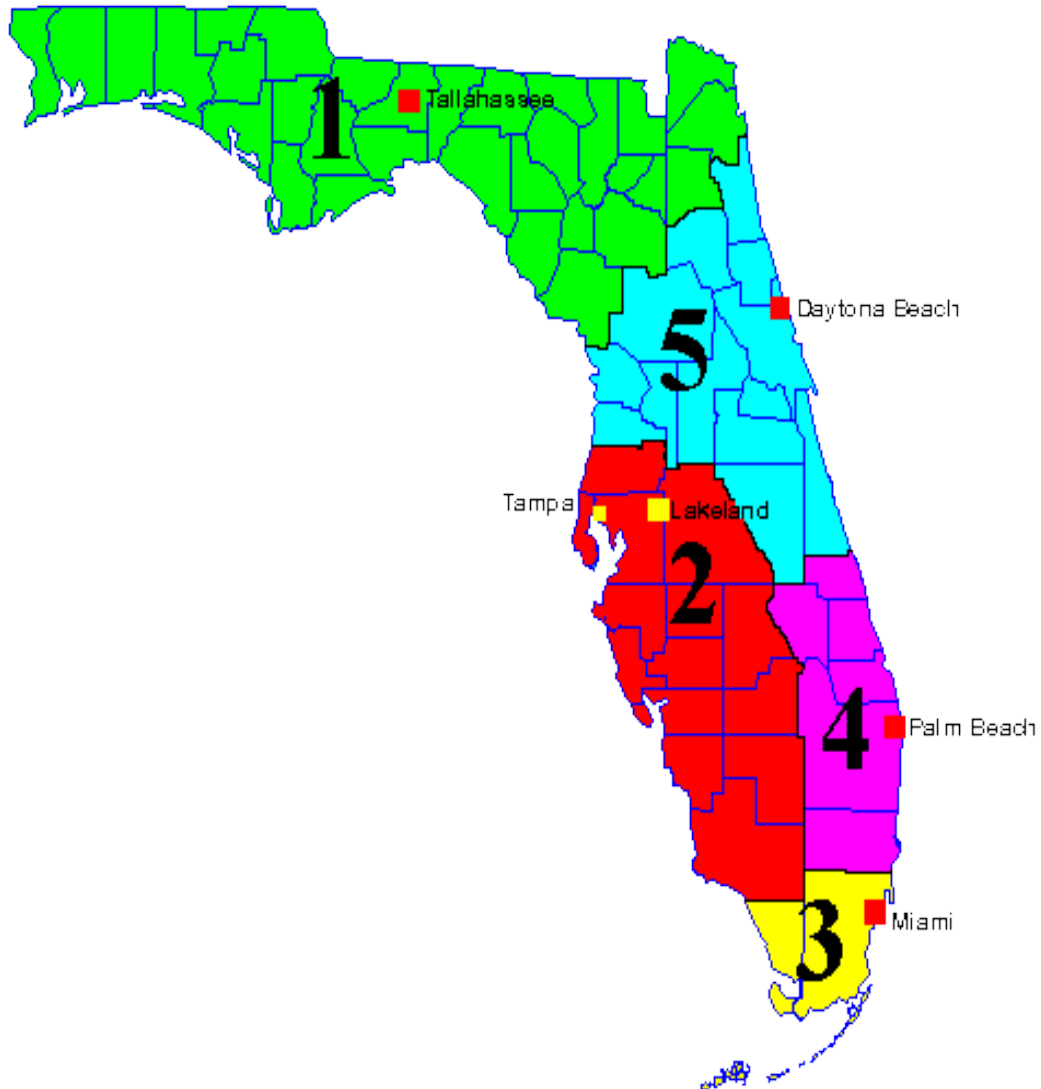 1
Tallahassee
Daytona Beach
5
Tampa
Lakeland
2
4
Palm Beach
3
Miami